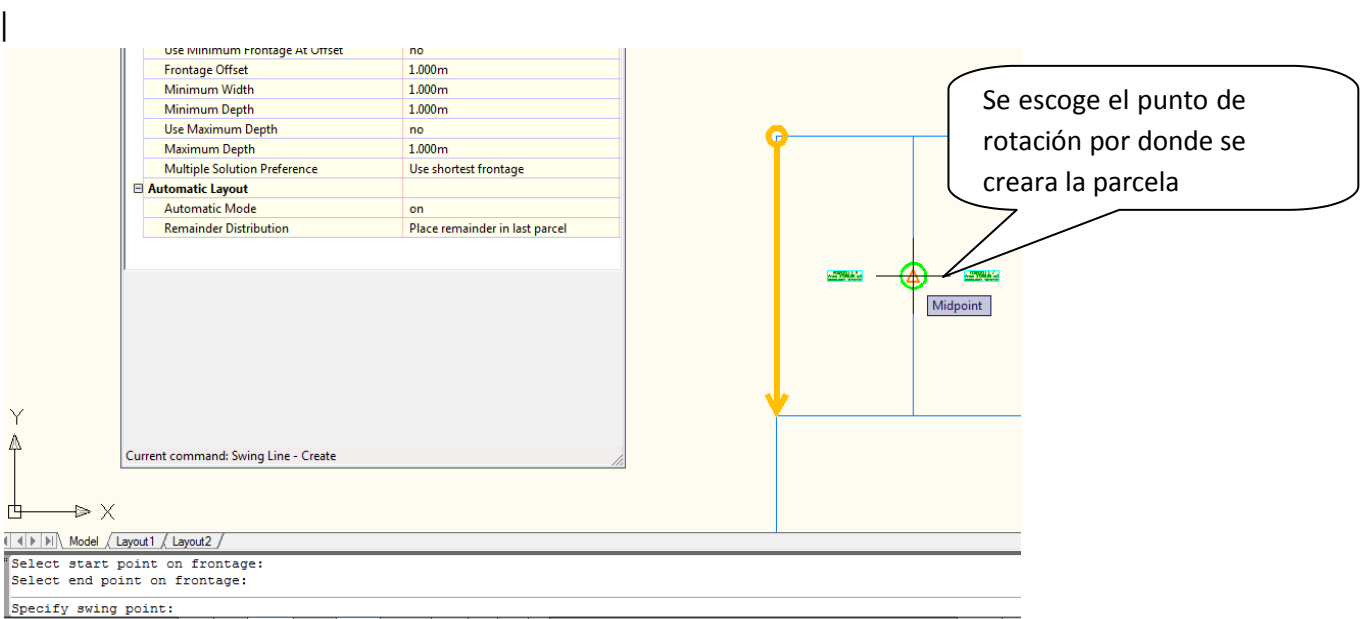 Use Minimum Frontage At Offset no
Frontage Offset 1.000m
Minimum Width 1.000m
Minimum Depth 1.000m
Use Maximum Depth no
Maximum Depth 1.000m
Multiple Solution Preference Use shortest frontage
Automatic Layout
Automatic Mode on
Remainder Distribution Place remainder in last parcel
Current command: Swing Line - Create
Se escoge el punto de
rotación por donde se
creara la parcela
Midpoint
Y
X
Model Layout1 Layout2
Select start point on frontage:
Select end point on frontage:
Specify swing point: